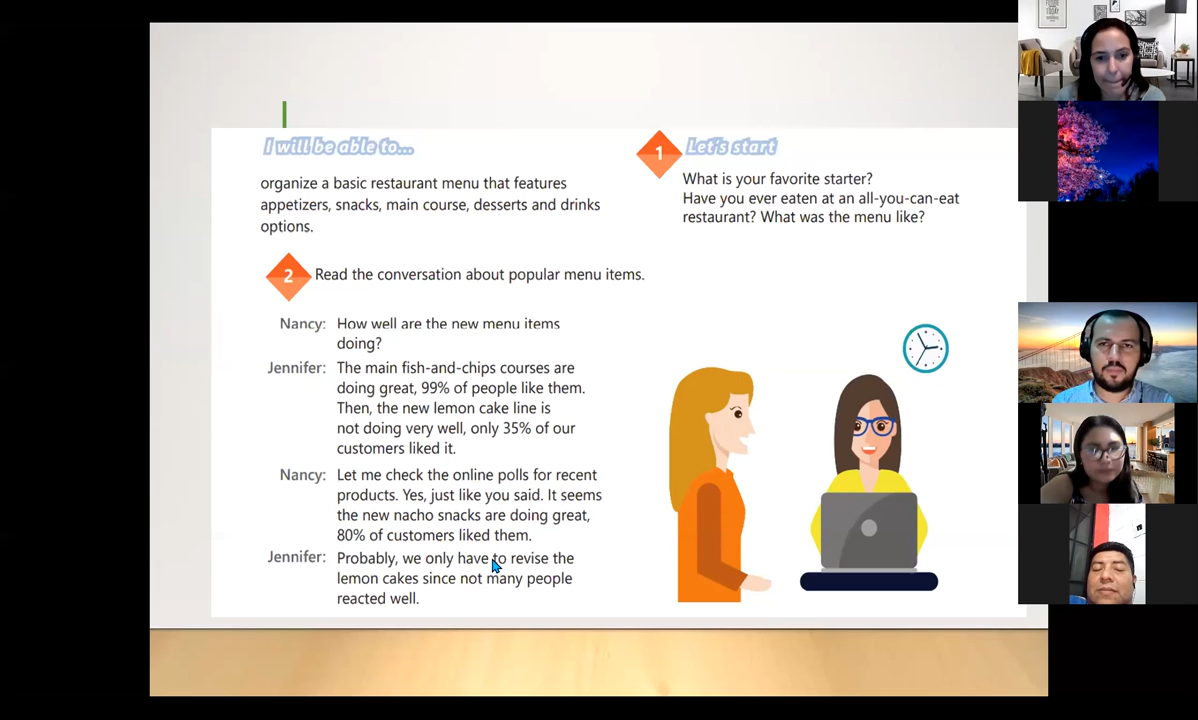 I will be able to...
organize a basic restaurant menu that features
appetizers, snacks, main course, desserts and drinks
options.
1 Let's start
What is your favorite starter?
Have you ever eaten at an all-you-can-eat
restaurant? What was the menu like?
2 Read the conversation about popular menu items.
Nancy: How well are the new menu items
doing?
Jennifer: The main fish-and-chips courses are
doing great, 99% of people like them.
Then, the new lemon cake line is
not doing very well, only 35% of our
customers liked it.
Nancy: Let me check the online polls for recent
products. Yes, just like you said. It seems
the new nacho snacks are doing great,
80% of customers liked them.
Jennifer: Probably, we only have to revise the
lemon cakes since not many people
reacted well.